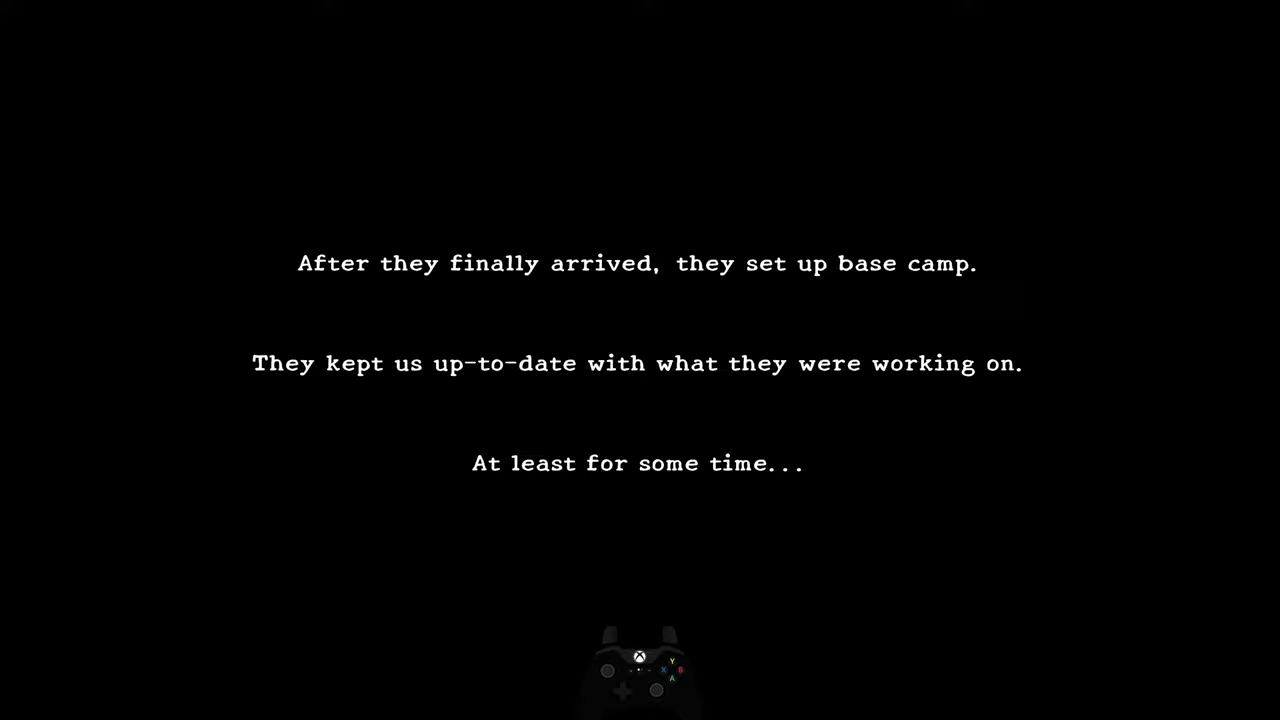 After they finally arrived, they set up base camp.
They kept us up-to-date with what they were working on.
At least for some time...
Y
X B
A